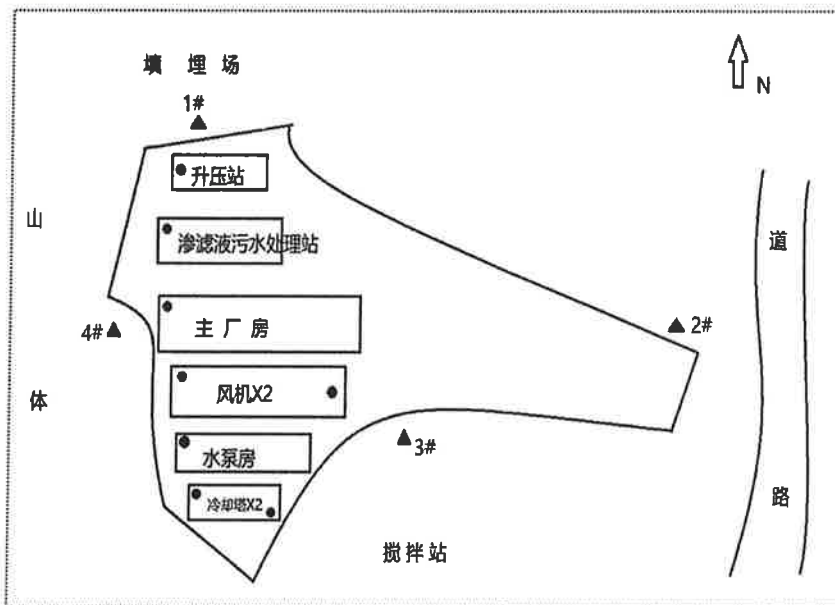 填 埋 场
1#
N
升压站
山
渗滤液污水处理站
道
主 厂 房
4#
2#
体
风机X2
3#
水泵房
冷却塔X2
路
搅拌站